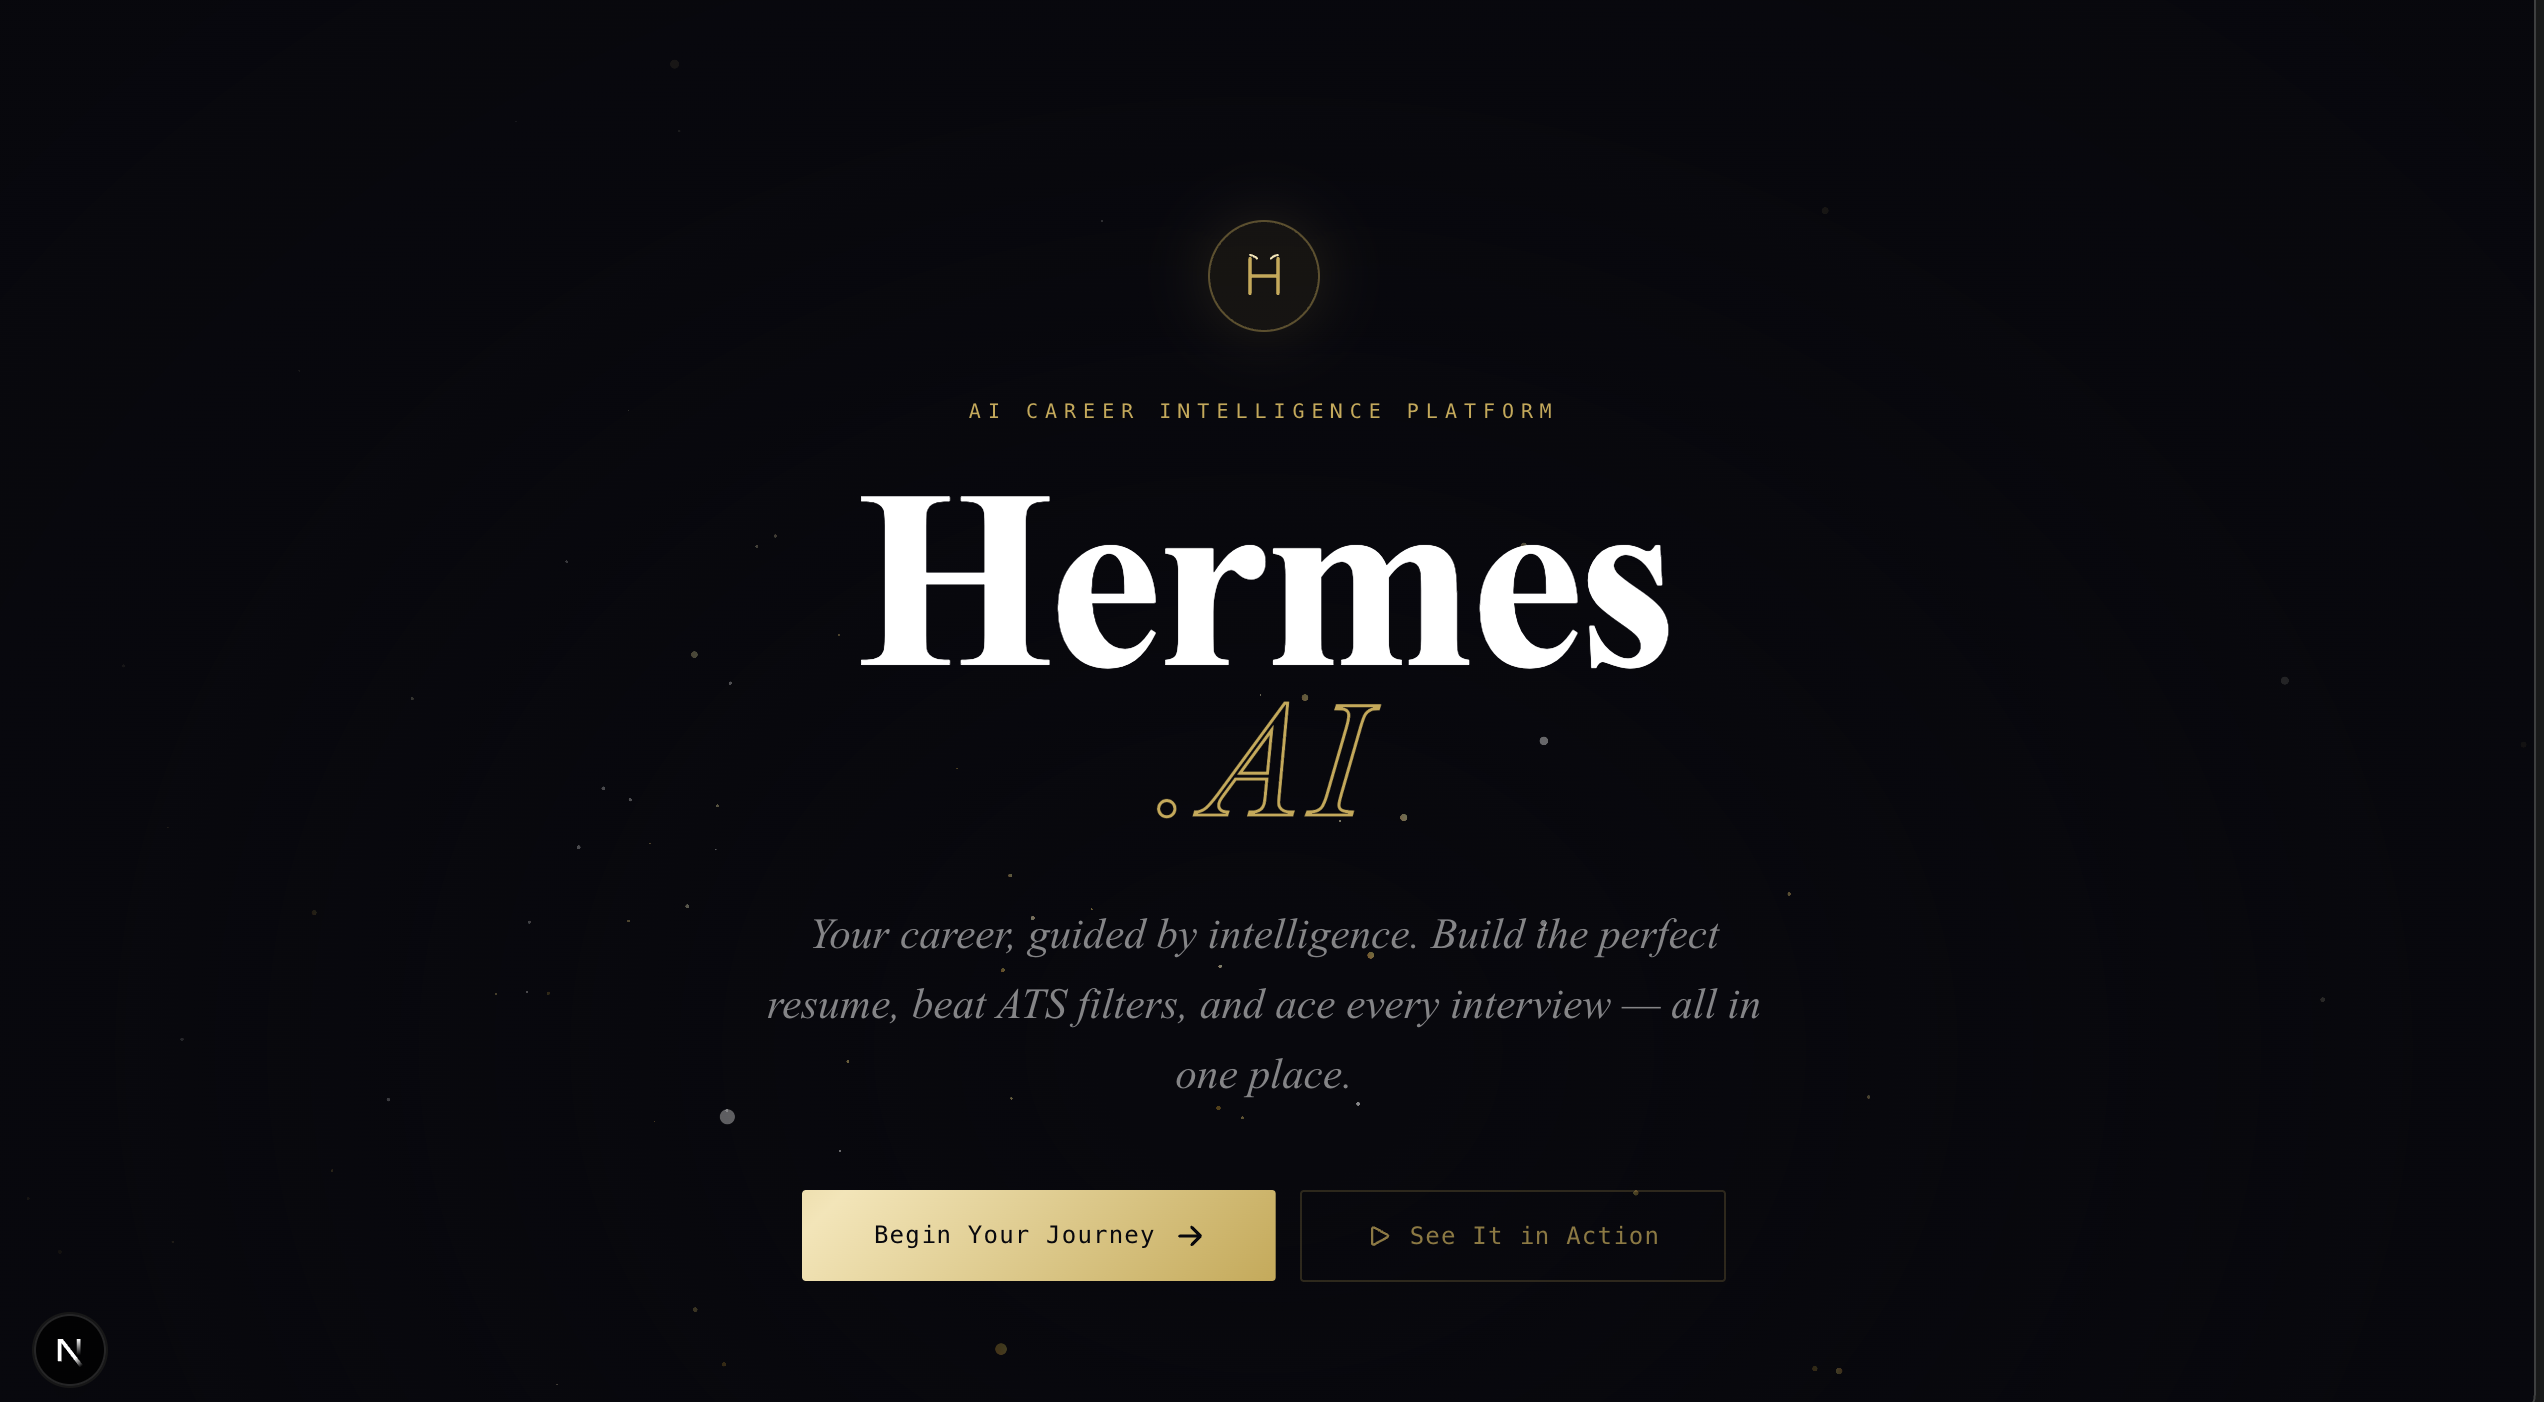 H
AI CAREER INTELLIGENCE PLATFORM
Hermes
.AI
Your career, guided by intelligence. Build the perfect
resume, beat ATS filters, and ace every interview — all in
one place.
Begin Your Journey →
See It in Action
N